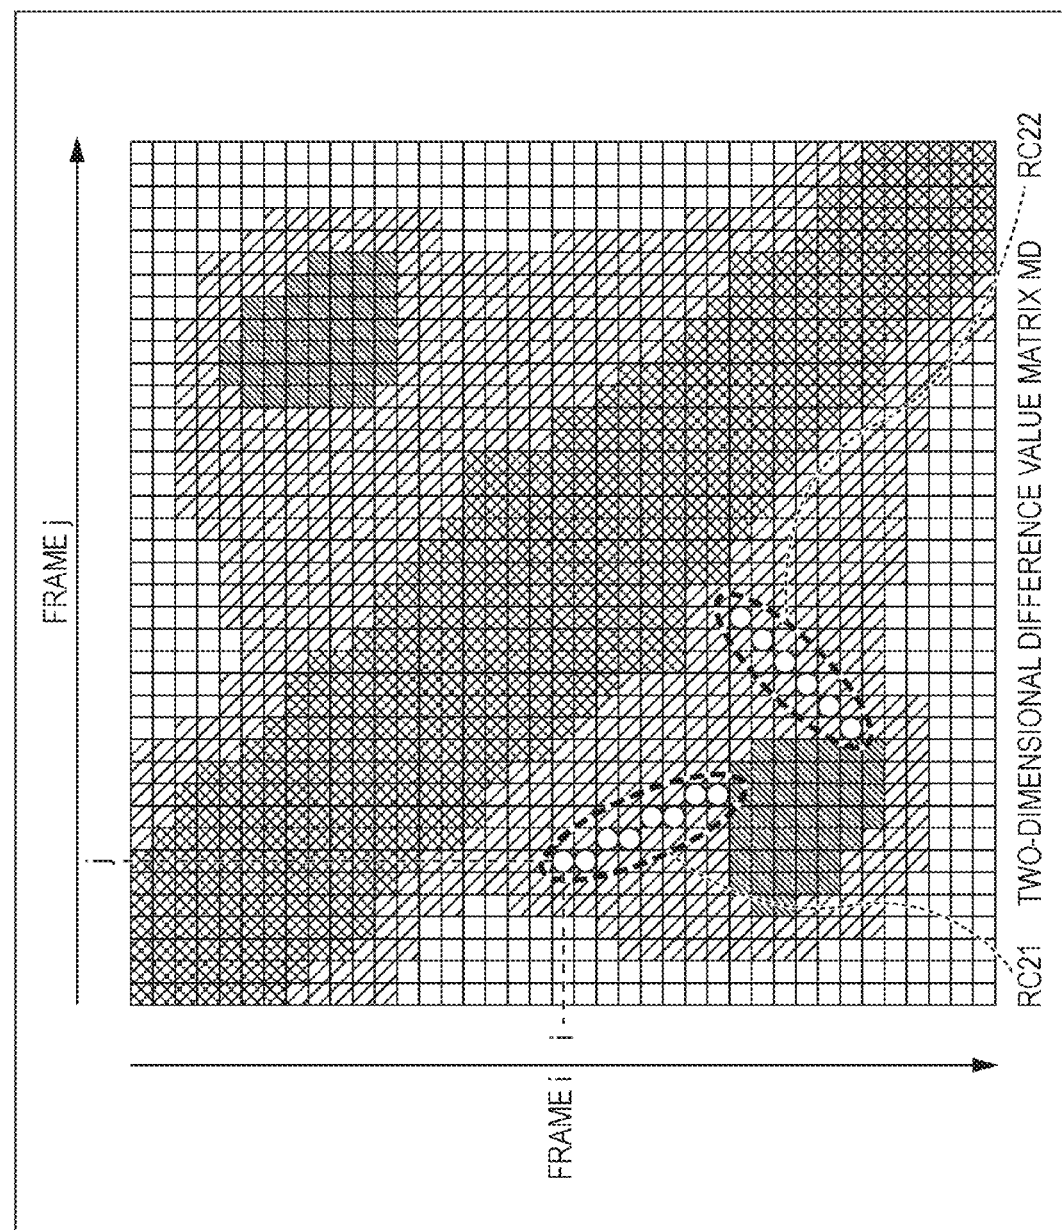 FRAME j
j
FRAME i
i
RC21 TWO-DIMENSIONAL DIFFERENCE VALUE MATRIX MD RC22